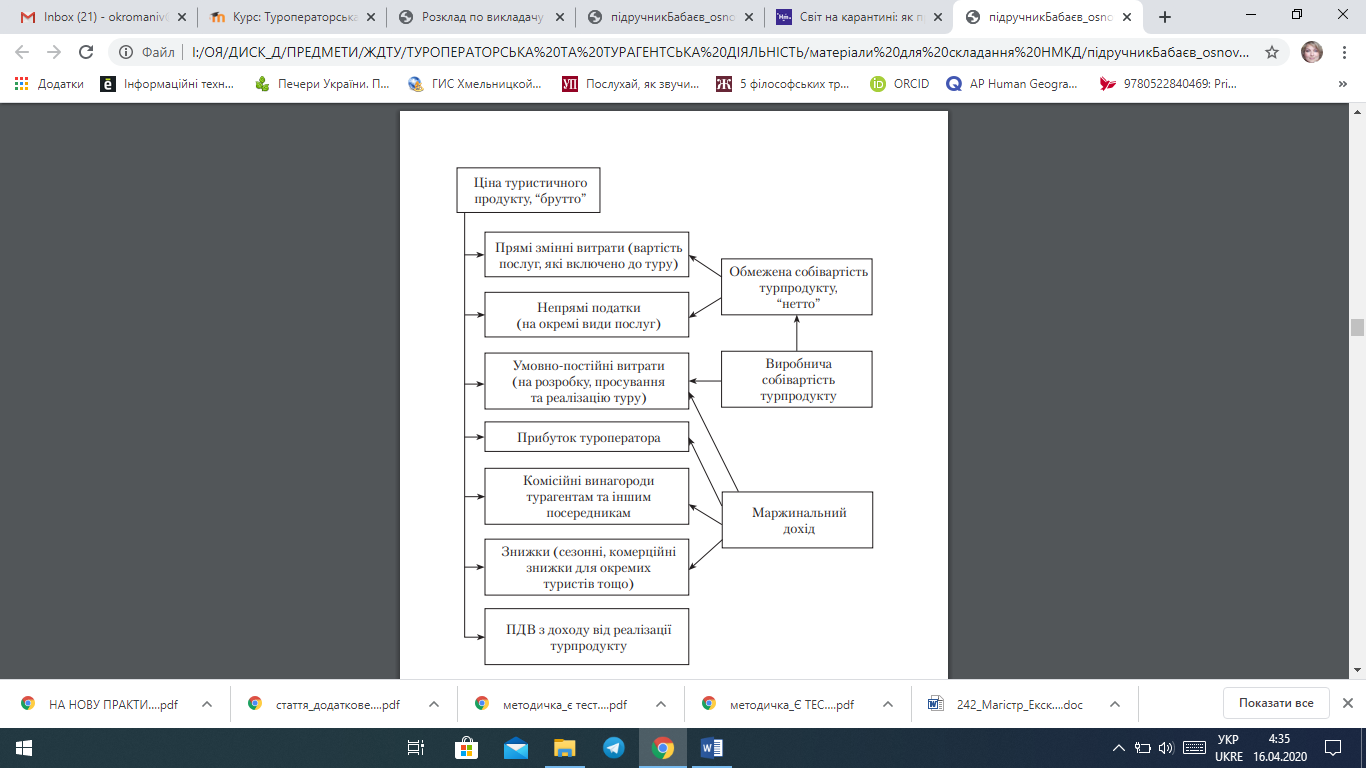 Inbox (21) - okromaniv
Курс: Туроператорська
Розклад по викладачу
підручникБабаєв_osno
Світ на карантині: як п
підручникБабаєв_osno
Файл
I:/ОЯ/ДИСК_Д/ПРЕДМЕТИ/ЖДТУ/ТУРОПЕРАТОРСЬКА%20ТА%20ТУРАГЕНТСЬКА%20ДІЯЛЬНІСТЬ/матеріали%20для%20складання%20НМКД/підручникБабаєв_osnov...
Додатки
Інформаційні техн...
Печери України. П...
ГИС Хмельницкой...
УП
Послухай, як звучи...
Ж
5 філософських тр...
ORCID
AP Human Geogra...
9780522840469: Pri...
Ціна туристичного
продукту, “брутто”
Прямі змінні витрати (вартість
послуг, які включено до туру)
Обмежена собівартість
турпродукту,
“нетто”
Непрямі податки
(на окремі види послуг)
Умовно-постійні витрати
(на розробку, просування
та реалізацію туру)
Виробнича
собівартість
турпродукту
Прибуток туроператора
Комісійні винагороди
турагентам та іншим
посередникам
Маржинальний
дохід
Знижки (сезонні, комерційні
знижки для окремих
туристів тощо)
ПДВ з доходу від реалізації
турпродукту
НА НОВУ ПРАКТИ....pdf
стаття_додаткове....pdf
методичка_є тест....pdf
методичка_Є ТЕС....pdf
242_Магістр_Екск....doc
Показати все
УКР
UKRE
4:35
16.04.2020